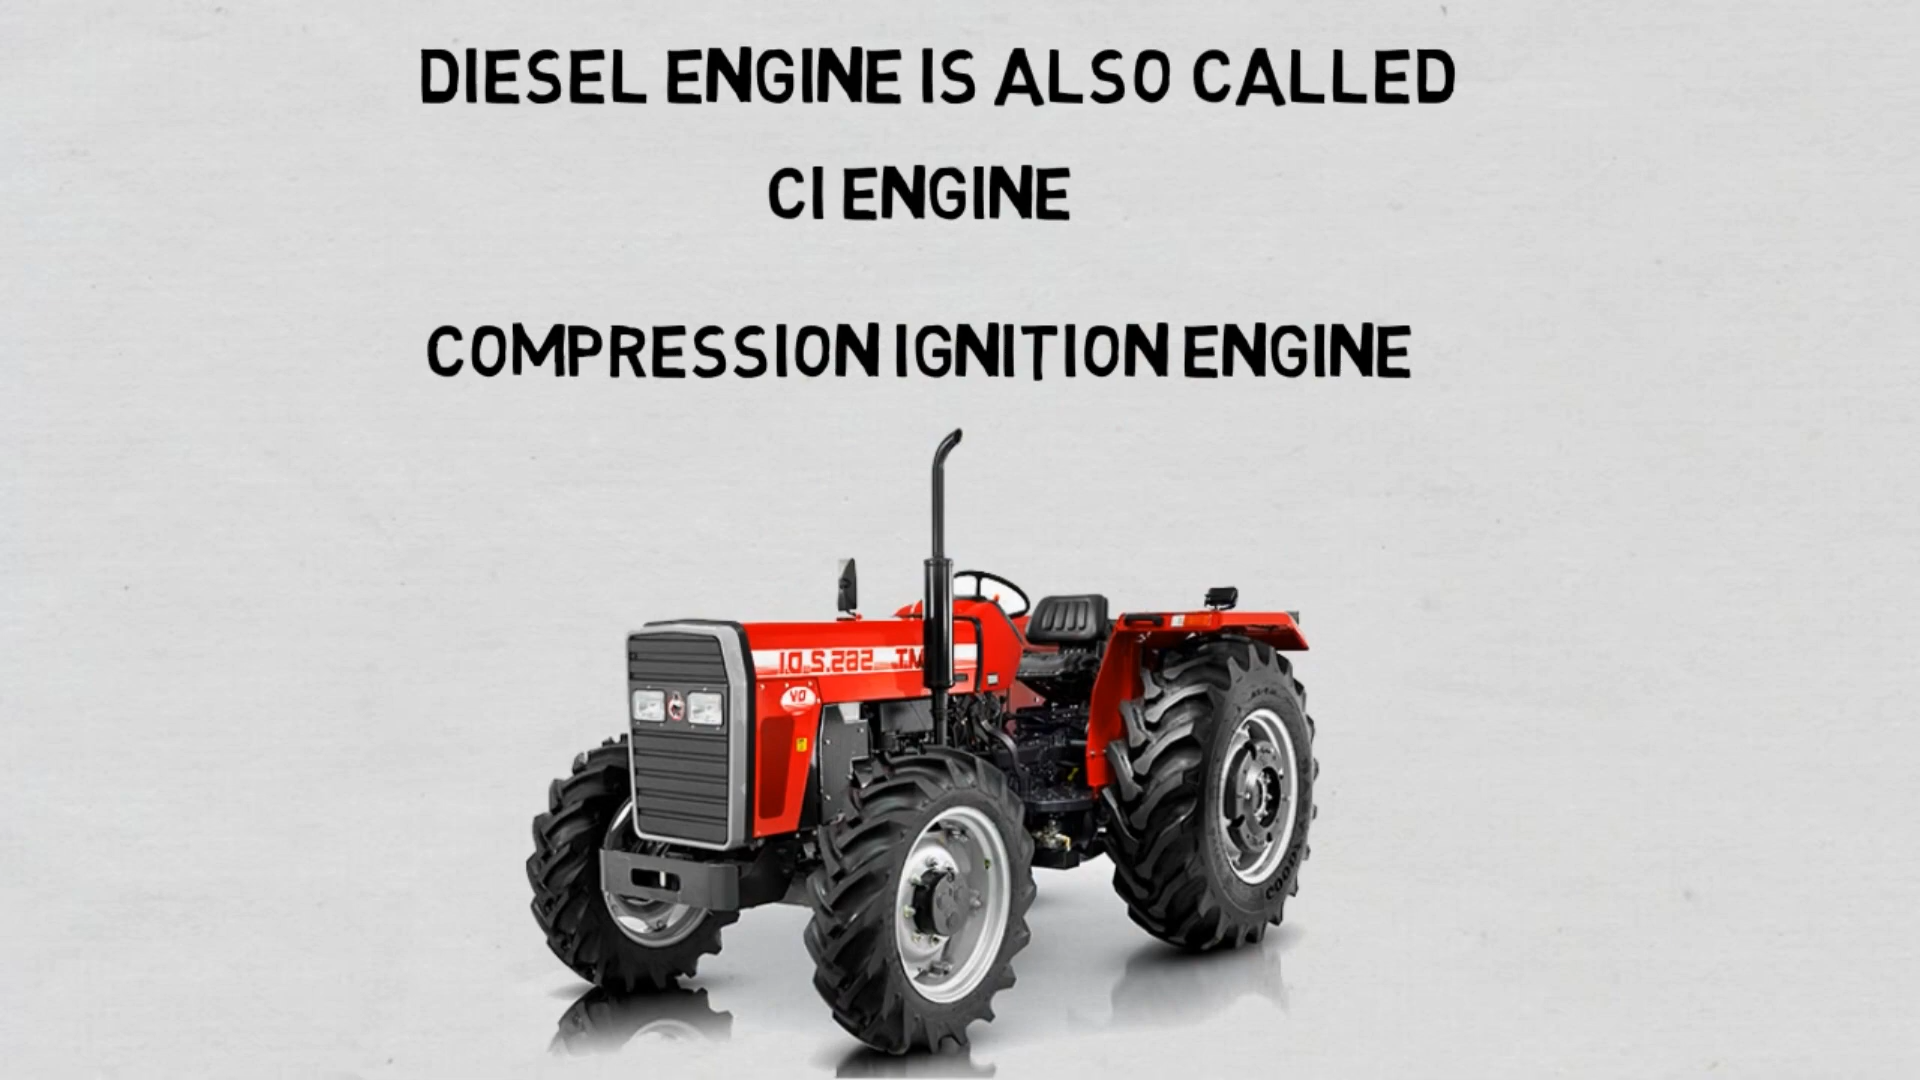 DIESEL ENGINE IS ALSO CALLED
CI ENGINE
COMPRESSION IGNITION ENGINE